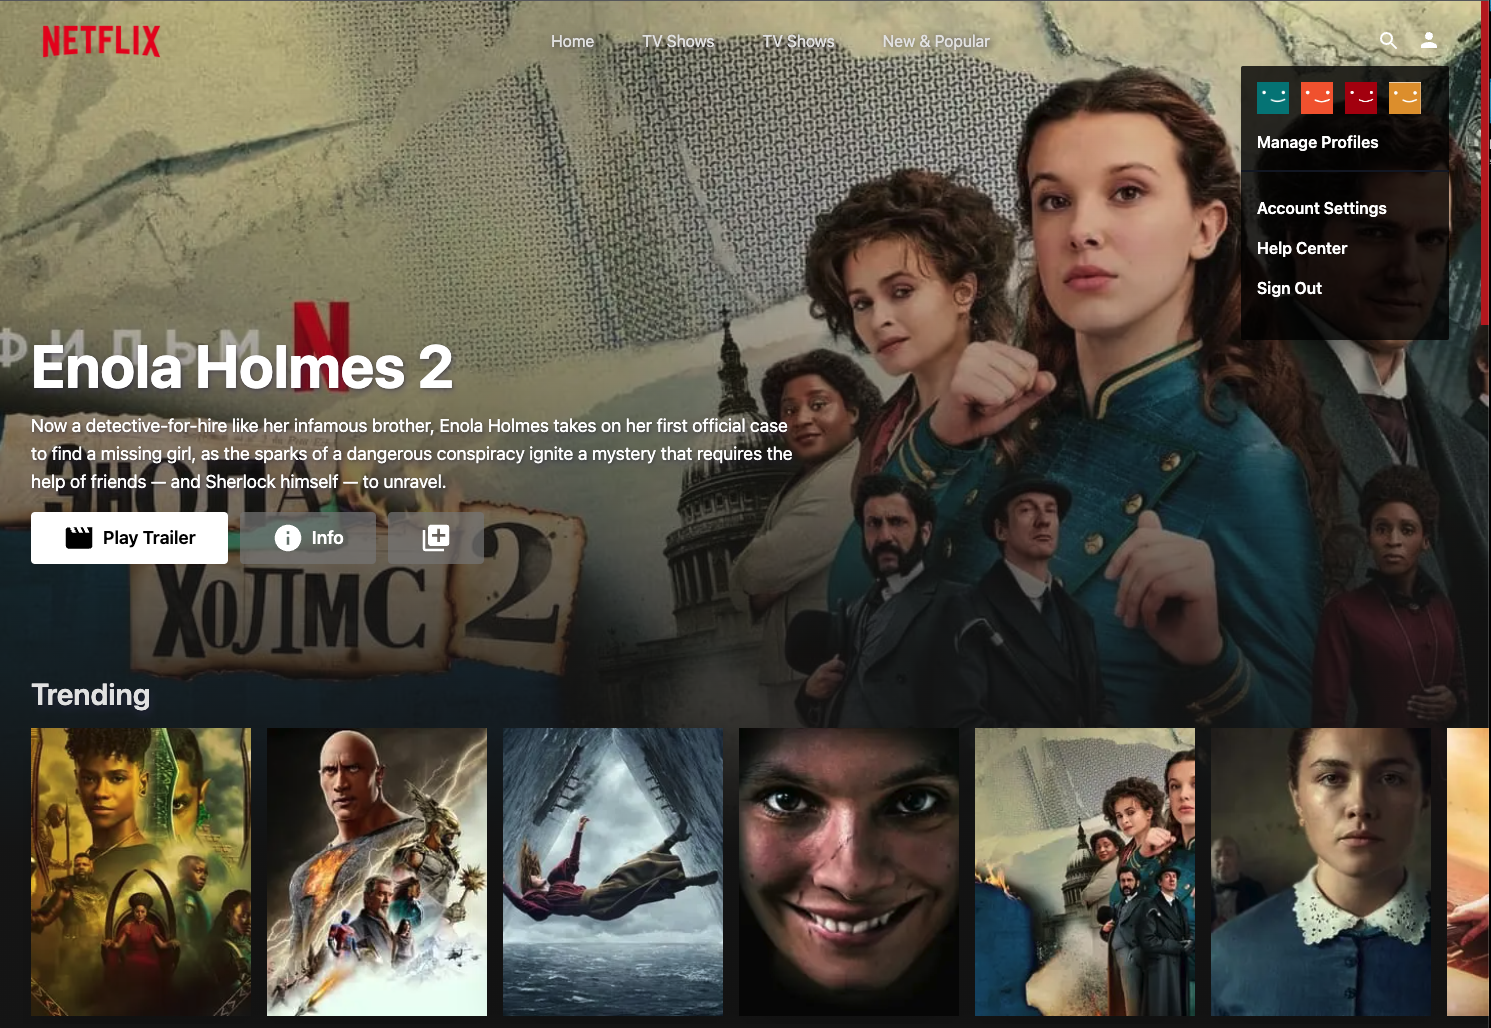 NETFLIX
Home
TV Shows
TV Shows
New & Popular
Manage Profiles
Account Settings
Help Center
Sign Out
ФИЛЬМ N
Enola Holmes 2
Now a detective-for-hire like her infamous brother, Enola Holmes takes on her first official case
to find a missing girl, as the sparks of a dangerous conspiracy ignite a mystery that requires the
help of friends — and Sherlock himself — to unravel.
ЭНОЛА
Play Trailer
Info
ХОЛМС 2
Trending